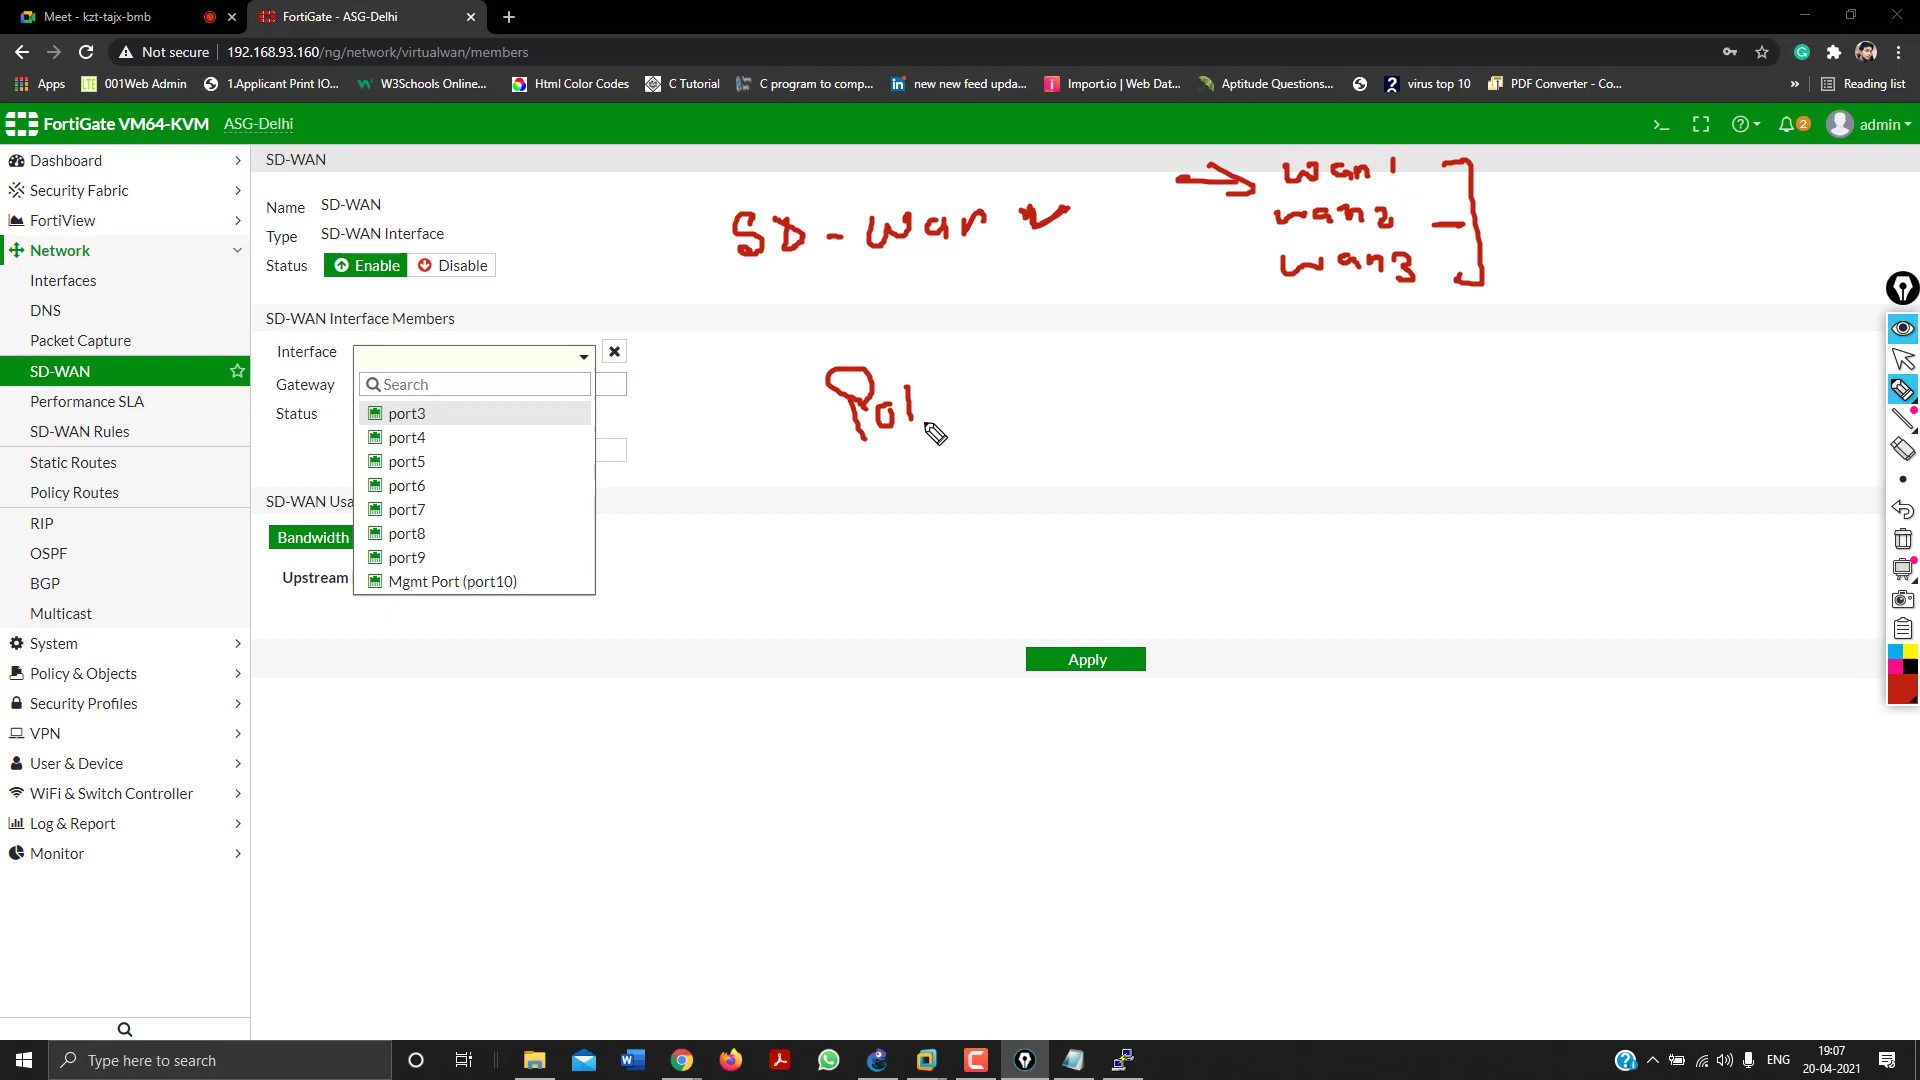 Meet - kzt-tajx-bmb
FortiGate - ASG-Delhi
Not secure
192.168.93.160/ng/network/virtualwan/members
Apps
001Web Admin
1.Applicant Print IO...
W3Schools Online...
Html Color Codes
C Tutorial
C program to comp...
new new feed upda...
Import.io | Web Dat...
Aptitude Questions...
virus top 10
PDF Converter - Co...
»
Reading list
FortiGate VM64-KVM
ASG-Delhi
2
admin
Dashboard
Security Fabric
FortiView
Network
Interfaces
DNS
Packet Capture
SD-WAN
Performance SLA
SD-WAN Rules
Static Routes
Policy Routes
RIP
OSPF
BGP
Multicast
System
Policy & Objects
Security Profiles
VPN
User & Device
WiFi & Switch Controller
Log & Report
Monitor
SD-WAN
Name
SD-WAN
Type
SD-WAN Interface
Status
Enable
Disable
SD-WAN Interface Members
Interface
Gateway
Status
Search
port3
port4
port5
port6
port7
port8
port9
Mgmt Port (port10)
SD-WAN Usa
Bandwidth
Upstream
Apply
SD-Wan
wan1
wan2
wan3
Pol
Type here to search
ENG
19:07
20-04-2021